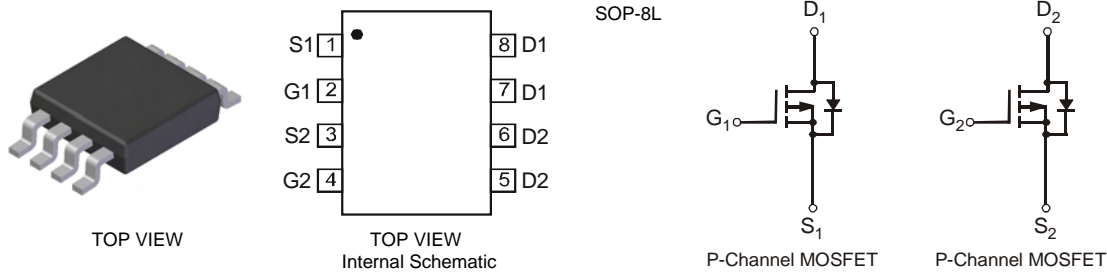 TOP VIEW
S1 1
8 D1
G1 2
7 D1
S2 3
6 D2
G2 4
5 D2
TOP VIEW
Internal Schematic
SOP-8L
D1
G1
S1
P-Channel MOSFET
D2
G2
S2
P-Channel MOSFET